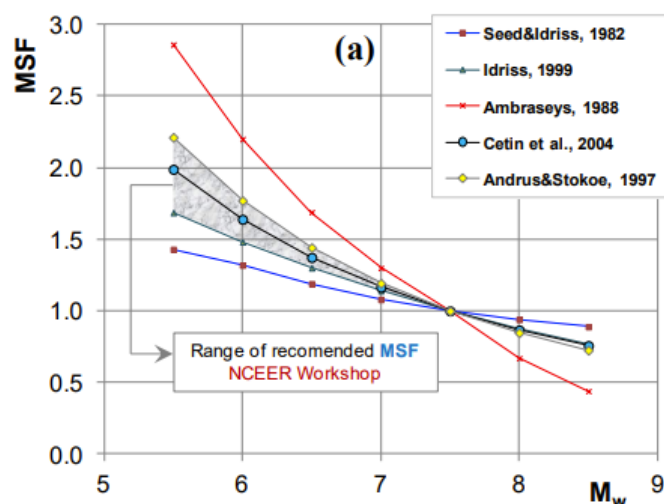 (a)
MSF
3.0
2.5
2.0
1.5
1.0
0.5
0.0
Seed&Idriss, 1982
Idriss, 1999
Ambraseys, 1988
Cetin et al., 2004
Andrus&Stokoe, 1997
Range of recomended MSF
NCEER Workshop
5 6 7 8 9
Mw